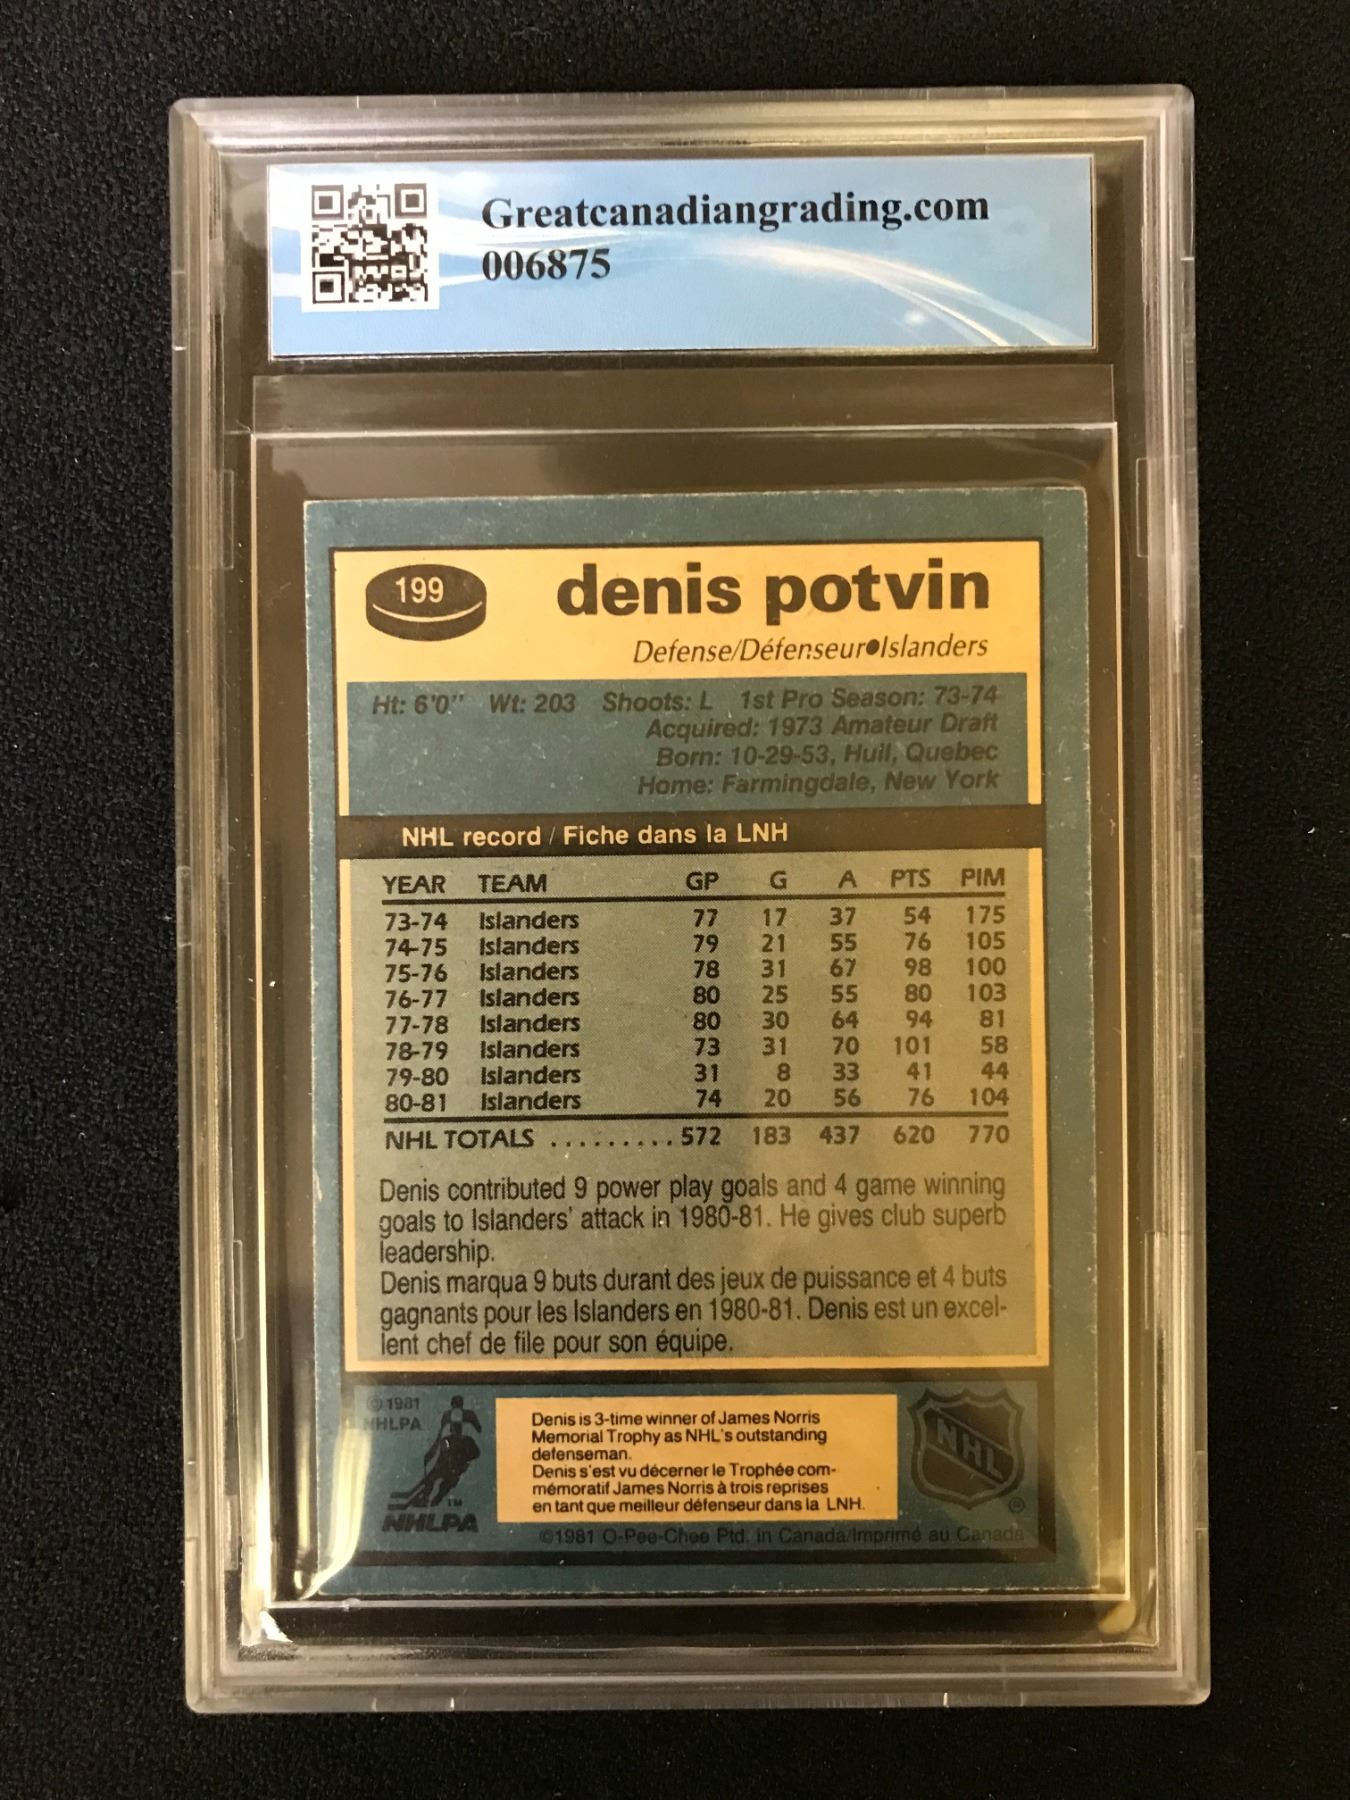 Greatcanadiangrading.com
006875
199
denis potvin
Defense/Défenseur●Islanders
Ht: 6'0" Wt: 203 Shoots: L 1st Pro Season: 73-74
Acquired: 1973 Amateur Draft
Born: 10-29-53, Hull, Quebec
Home: Farmingdale, New York
NHL record / Fiche dans la LNH
YEAR TEAM GP G A PTS PIM
73-74 Islanders 77 17 37 54 175
74-75 Islanders 79 21 55 76 105
75-76 Islanders 78 31 67 98 100
76-77 Islanders 80 25 55 80 103
77-78 Islanders 80 30 64 94 81
78-79 Islanders 73 31 70 101 58
79-80 Islanders 31 8 33 41 44
80-81 Islanders 74 20 56 76 104
NHL TOTALS ......... 572 183 437 620 770
Denis contributed 9 power play goals and 4 game winning
goals to Islanders' attack in 1980-81. He gives club superb
leadership.
Denis marqua 9 buts durant des jeux de puissance et 4 buts
gagnants pour les Islanders en 1980-81. Denis est un excel-
lent chef de file pour son équipe.
© 1981
NHLPA
TM
NHLPA
Denis is 3-time winner of James Norris
Memorial Trophy as NHL's outstanding
defenseman.
Denis s'est vu décerner le Trophée com-
mémoratif James Norris à trois reprises
en tant que meilleur défenseur dans la LNH.
NHL
®
©1981 O-Pee-Chee Ptd. in Canada/Imprimé au Canada